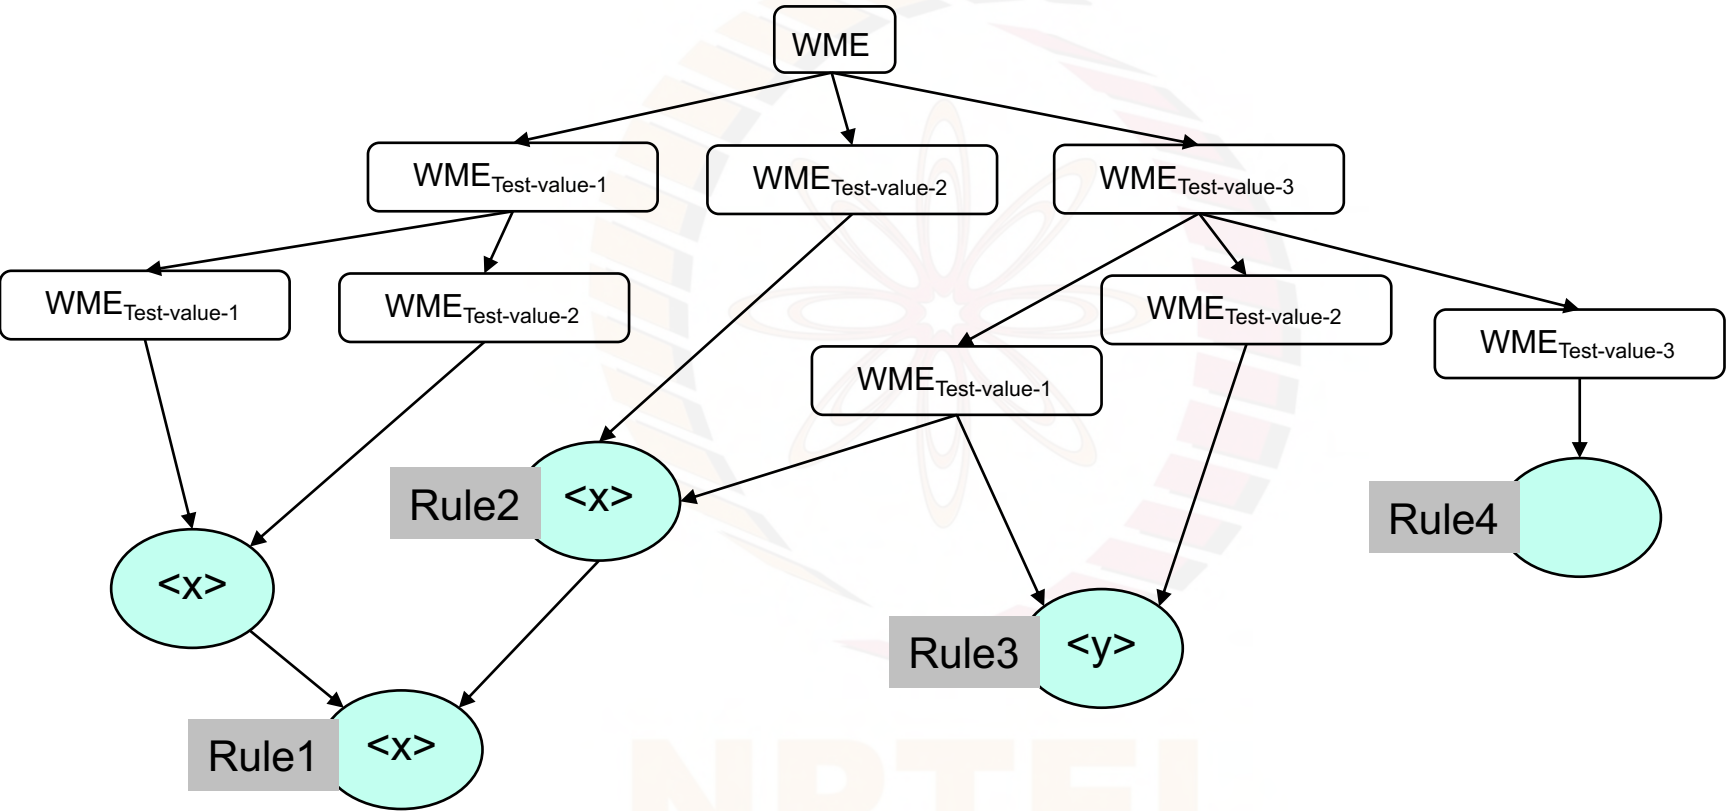 WME
WMETest-value-1
WMETest-value-2
WMETest-value-3
WMETest-value-1
WMETest-value-2
WMETest-value-2
WMETest-value-3
WMETest-value-1
Rule2
<x>
Rule4
<x>
Rule3
<y>
Rule1
<x>
NPTEL